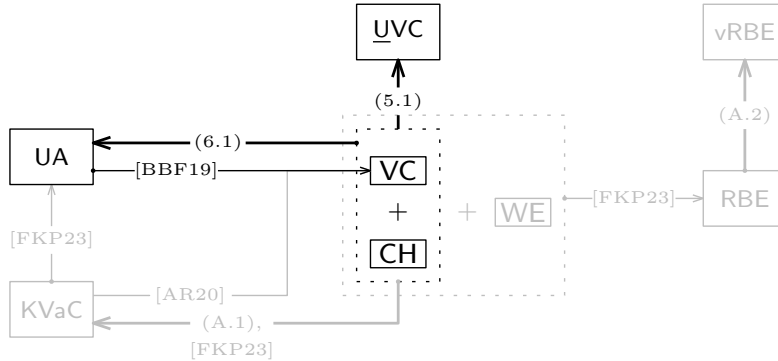 UVC
vRBE
(5.1)
(A.2)
(6.1)
UA
[BBF19]
VC
[FKP23]
RBE
+
+
WE
[FKP23]
CH
[AR20]
KVaC
(A.1),
[FKP23]